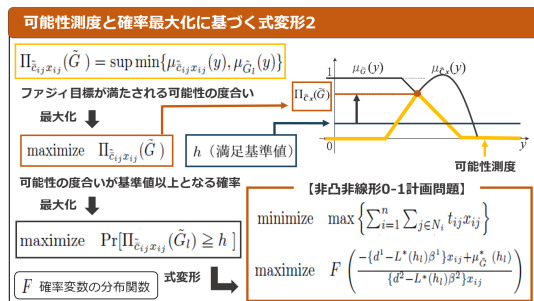 可能性測度と確率最大化に基づく式変形2
Π_{c̃_{ij}x_{ij}}(G̃) = sup min{μ_{c̃_{ij}x_{ij}}(y), μ_{G̃_l}(y)}
ファジィ目標が満たされる可能性の度合い
最大化
maximize Π_{c̃_{ij}x_{ij}}(G̃)
h(満足基準値)
1
μ_{G̃}(y)
μ_{C̃x}(y)
Π_{C̃x}(G̃)
0
y
可能性測度
可能性の度合いが基準値以上となる確率
最大化
maximize Pr[Π_{c̃_{ij}x_{ij}}(G̃_l) ≧ h ]
式変形
F 確率変数の分布関数
【非凸非線形0-1計画問題】
minimize max{∑_{i=1}^{n} ∑_{j∈N_i} t_{ij}x_{ij}}
maximize F ( \frac{-{d^1-L^*(h_l)β^1}x_{ij}+μ_{G̃}^*(h_l)}{{d^2-L^*(h_l)β^2}x_{ij}} )